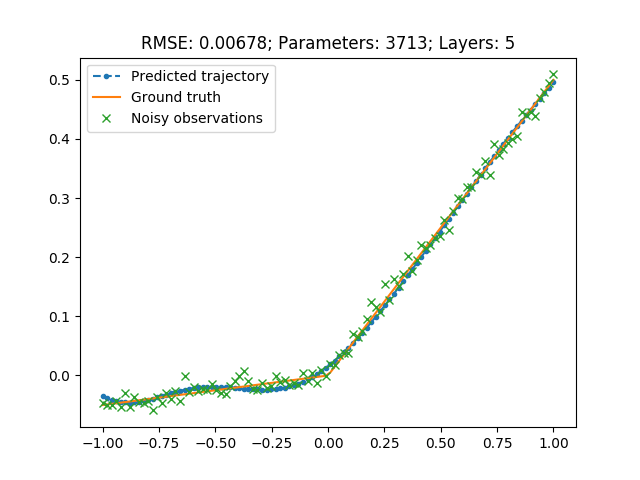 RMSE: 0.00678; Parameters: 3713; Layers: 5
Predicted trajectory
Ground truth
Noisy observations
0.5
0.4
0.3
0.2
0.1
0.0
−1.00 −0.75 −0.50 −0.25 0.00 0.25 0.50 0.75 1.00